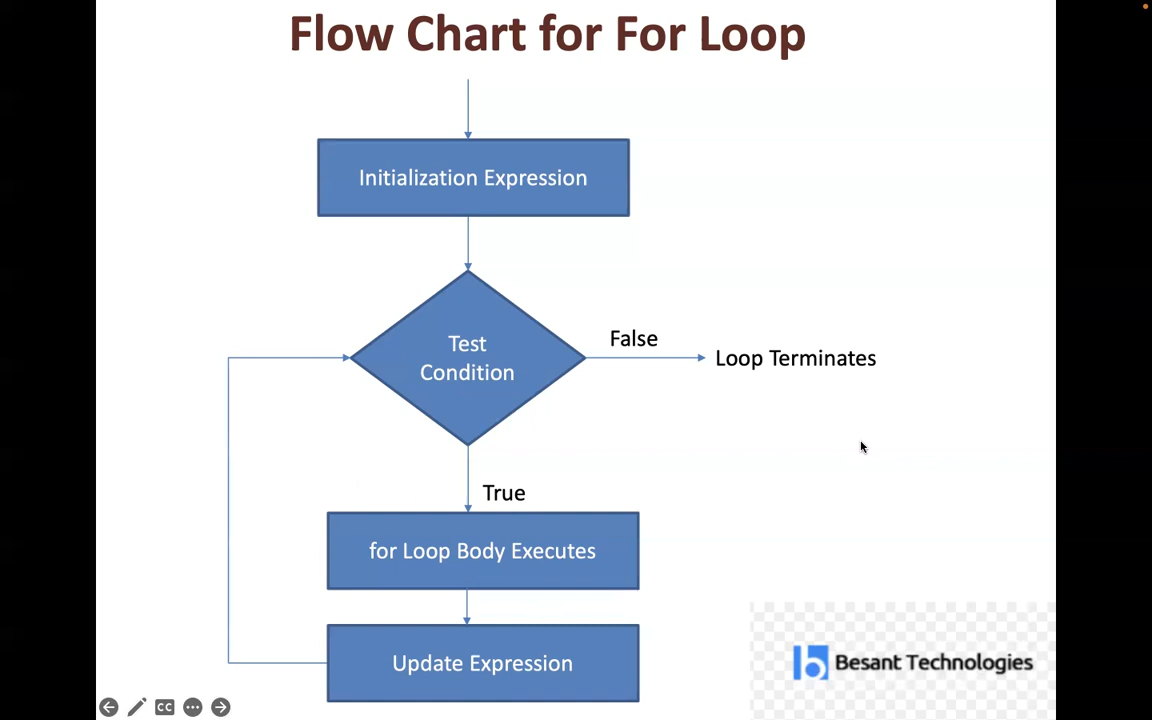 Flow Chart for For Loop
Initialization Expression
Test
Condition
False
Loop Terminates
True
for Loop Body Executes
Update Expression
b Besant Technologies
CC